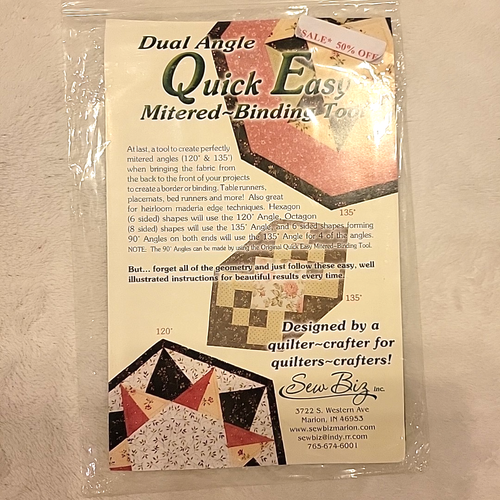 SALE* 50% OFF
Dual Angle
Quick Easy
Mitered~Binding Tool
At last, a tool to create perfectly
mitered angles (120° & 135°)
when bringing the fabric from
the back to the front of your projects
to create a border or binding. Table runners,
placemats, bed runners and more! Also great
for heirloom maderia edge techniques. Hexagon
(6 sided) shapes will use the 120° Angle, Octagon
(8 sided) shapes will use the 135° Angle, and 6 sided shapes forming
90° Angles on both ends will use the 135° Angle for 4 of the angles.
NOTE: The 90° Angles can be made by using the Original Quick Easy Mitered~Binding Tool.
135°
But... forget all of the geometry and just follow these easy, well
illustrated instructions for beautiful results every time.
135°
120°
Designed by a
quilter~crafter for
quilters~crafters!
Sew Biz Inc.
3722 S. Western Ave
Marion, IN 46953
www.sewbizmarion.com
sewbiz@indy.rr.com
765-674-6001